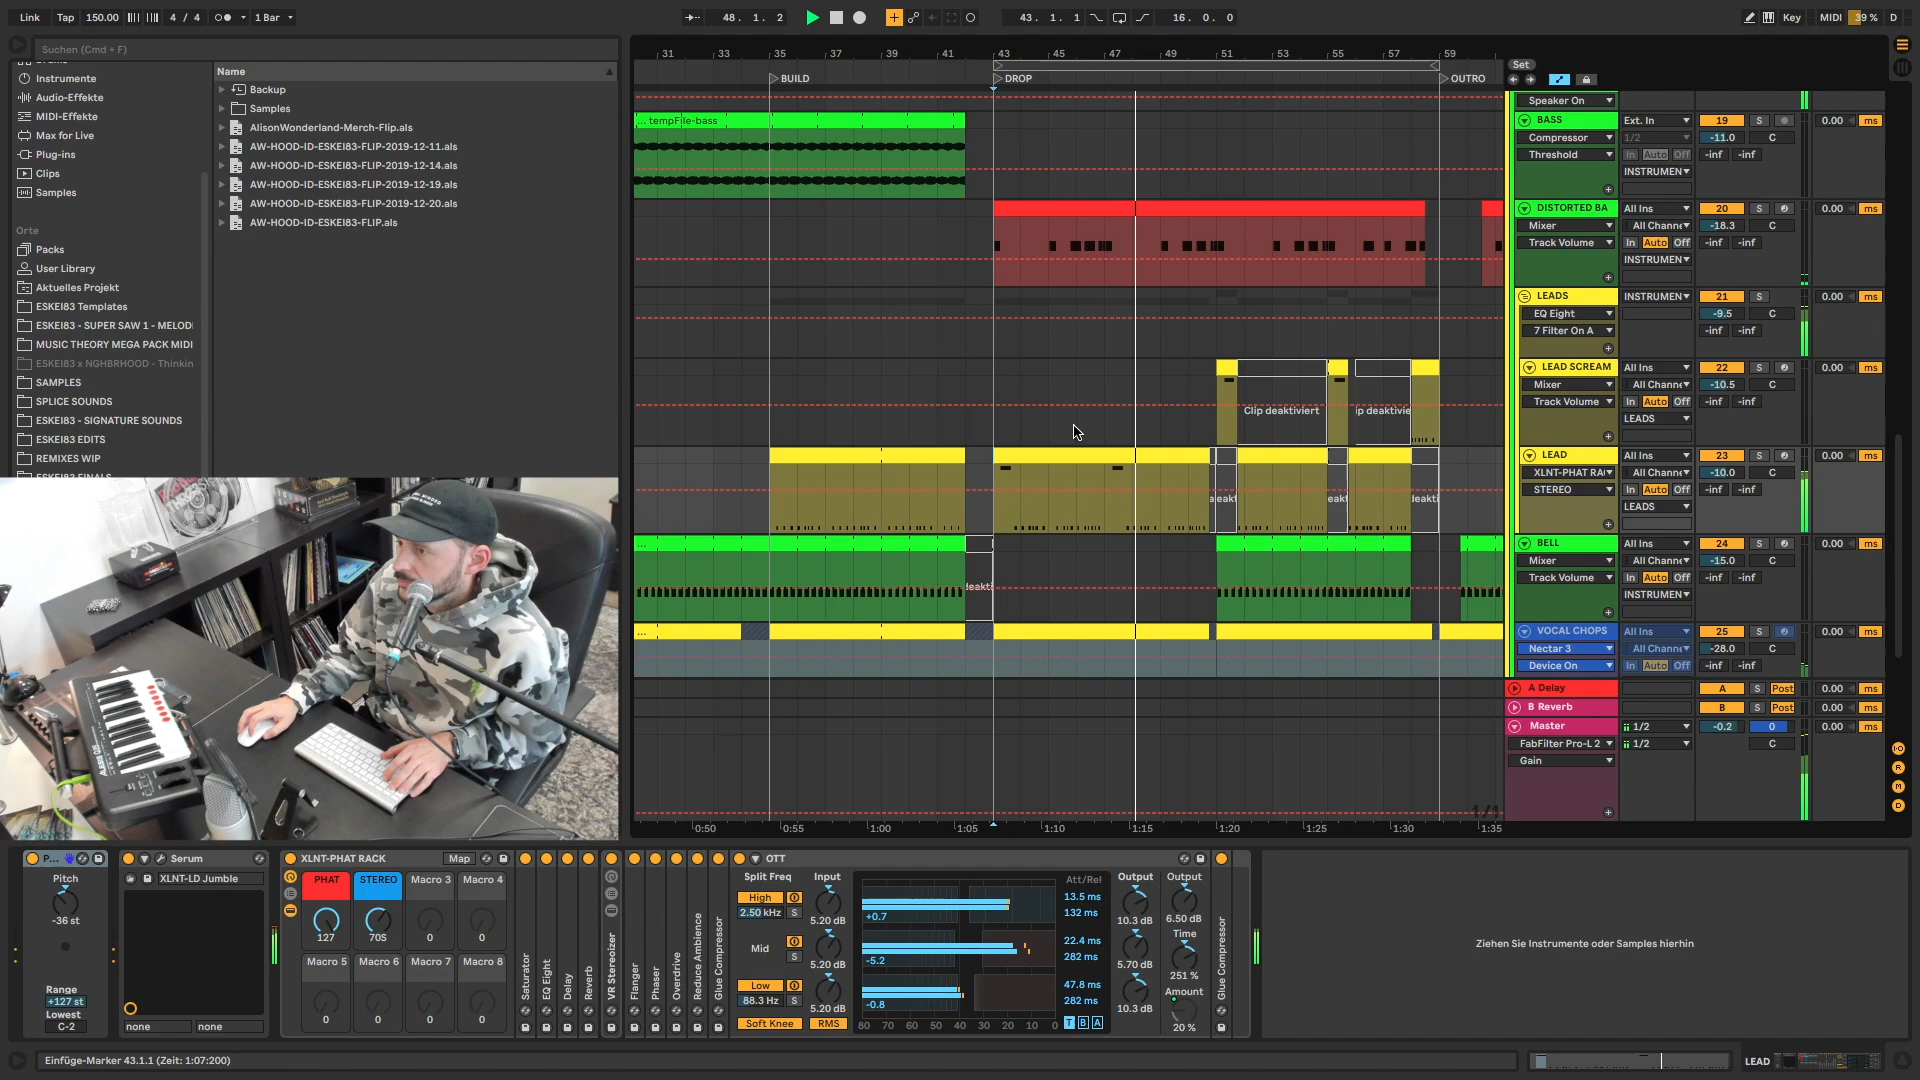 Link Tap 150.00 4 / 4 1 Bar 48. 1. 2 43. 1. 1 16. 0. 0 Key MIDI 39 % D
Suchen (Cmd + F)
Instrumente
Audio-Effekte
MIDI-Effekte
Max for Live
Plug-ins
Clips
Samples
Orte
Packs
User Library
Aktuelles Projekt
ESKEI83 Templates
ESKEI83 - SUPER SAW 1 - MELODI
MUSIC THEORY MEGA PACK MIDI
ESKEI83 x NGHBRHOOD - Thinkin
SAMPLES
SPLICE SOUNDS
ESKEI83 - SIGNATURE SOUNDS
ESKEI83 EDITS
REMIXES WIP
Name
Backup
Samples
AlisonWonderland-Merch-Flip.als
AW-HOOD-ID-ESKEI83-FLIP-2019-12-11.als
AW-HOOD-ID-ESKEI83-FLIP-2019-12-14.als
AW-HOOD-ID-ESKEI83-FLIP-2019-12-19.als
AW-HOOD-ID-ESKEI83-FLIP-2019-12-20.als
AW-HOOD-ID-ESKEI83-FLIP.als
31 33 35 37 39 41 43 45 47 49 51 53 55 57 59
BUILD DROP OUTRO
Set
... tempFile-bass
Clip deaktiviert
ip deaktivie
eakt
deakti
...
deakti
...
1/1
0:50 0:55 1:00 1:05 1:10 1:15 1:20 1:25 1:30 1:35
Speaker On
BASS Ext. In 19 S 0.00 ms
Compressor 1/2 -11.0 C
Threshold In Auto Off -inf -inf
INSTRUMEN
DISTORTED BA All Ins 20 S 0.00 ms
Mixer All Channe -18.3 C
Track Volume In Auto Off -inf -inf
INSTRUMEN
LEADS INSTRUMEN 21 S 0.00 ms
EQ Eight -9.5 C
7 Filter On A -inf -inf
LEAD SCREAM All Ins 22 S 0.00 ms
Mixer All Channe -10.5 C
Track Volume In Auto Off -inf -inf
LEADS
LEAD All Ins 23 S 0.00 ms
XLNT-PHAT RA All Channe -10.0 C
STEREO In Auto Off -inf -inf
LEADS
BELL All Ins 24 S 0.00 ms
Mixer All Channe -15.0 C
Track Volume In Auto Off -inf -inf
INSTRUMEN
VOCAL CHOPS All Ins 25 S 0.00 ms
Nectar 3 All Channe -28.0 C
Device On In Auto Off -inf -inf
A Delay A S Post 0.00 ms
B Reverb B S Post 0.00 ms
Master 1/2 -0.2 0 0.00 ms
FabFilter Pro-L 2 1/2 C
Gain
P...
Pitch
-36 st
Range
+127 st
Lowest
C-2
Serum
XLNT-LD Jumble
none none
XLNT-PHAT RACK Map
PHAT STEREO Macro 3 Macro 4
127 70S 0 0
Macro 5 Macro 6 Macro 7 Macro 8
0 0 0 0
Saturator
EQ Eight
Delay
Reverb
VR Stereoizer
Flanger
Phaser
Overdrive
Reduce Ambience
Glue Compressor
OTT
Split Freq Input Att/Rel Output Output
High 13.5 ms
2.50 kHz S 5.20 dB +0.7 132 ms 10.3 dB 6.50 dB
Time
Mid 22.4 ms
S 5.20 dB -5.2 282 ms 5.70 dB 251 %
Low 47.8 ms Amount
88.3 Hz S 5.20 dB -0.8 282 ms 10.3 dB
Soft Knee RMS 80 70 60 50 40 30 20 10 0 T B A 20 %
Glue Compressor
Ziehen Sie Instrumente oder Samples hierhin
Einfüge-Marker 43.1.1 (Zeit: 1:07:200)
LEAD